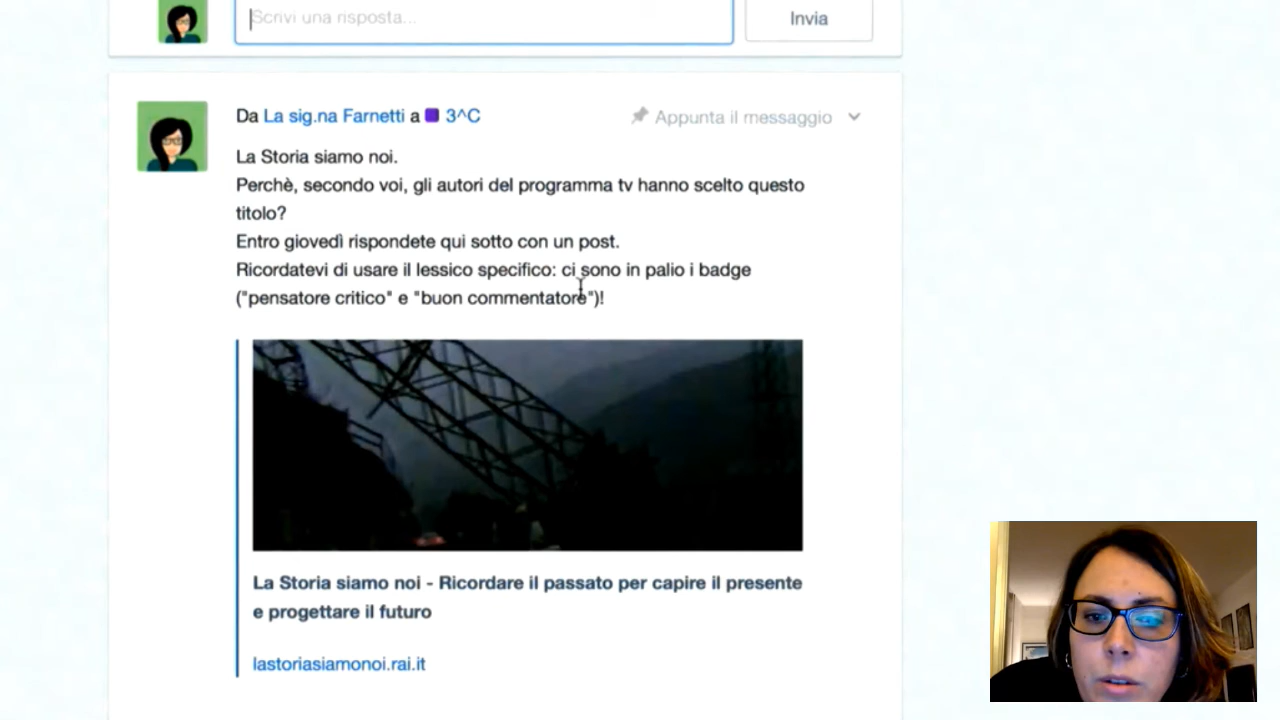 Scrivi una risposta...
Invia
Da La sig.na Farnetti a 3^C
Appunta il messaggio
La Storia siamo noi.
Perchè, secondo voi, gli autori del programma tv hanno scelto questo
titolo?
Entro giovedì rispondete qui sotto con un post.
Ricordatevi di usare il lessico specifico: ci sono in palio i badge
("pensatore critico" e "buon commentatore")!
La Storia siamo noi - Ricordare il passato per capire il presente
e progettare il futuro
lastoriasiamonoi.rai.it